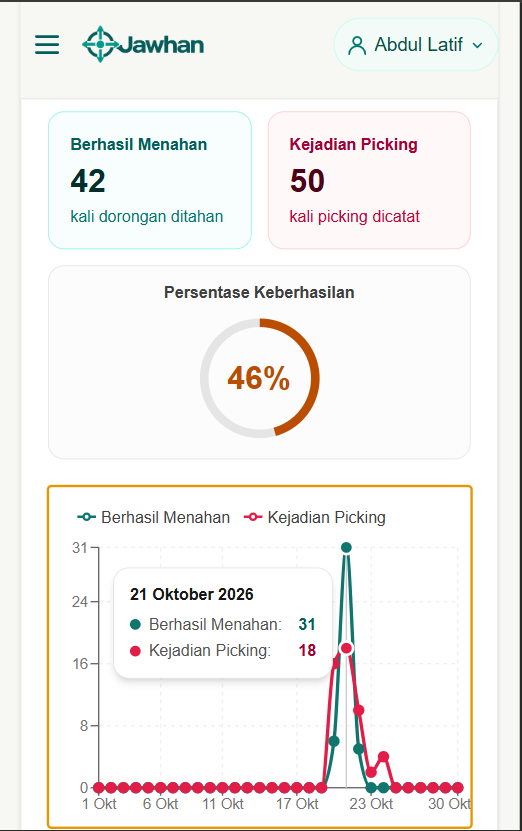 Jawhan
Abdul Latif
Berhasil Menahan
42
kali dorongan ditahan
Kejadian Picking
50
kali picking dicatat
Persentase Keberhasilan
46%
Berhasil Menahan Kejadian Picking
31
24
16
8
0
21 Oktober 2026
Berhasil Menahan: 31
Kejadian Picking: 18
1 Okt 6 Okt 11 Okt 17 Okt 23 Okt 30 Okt